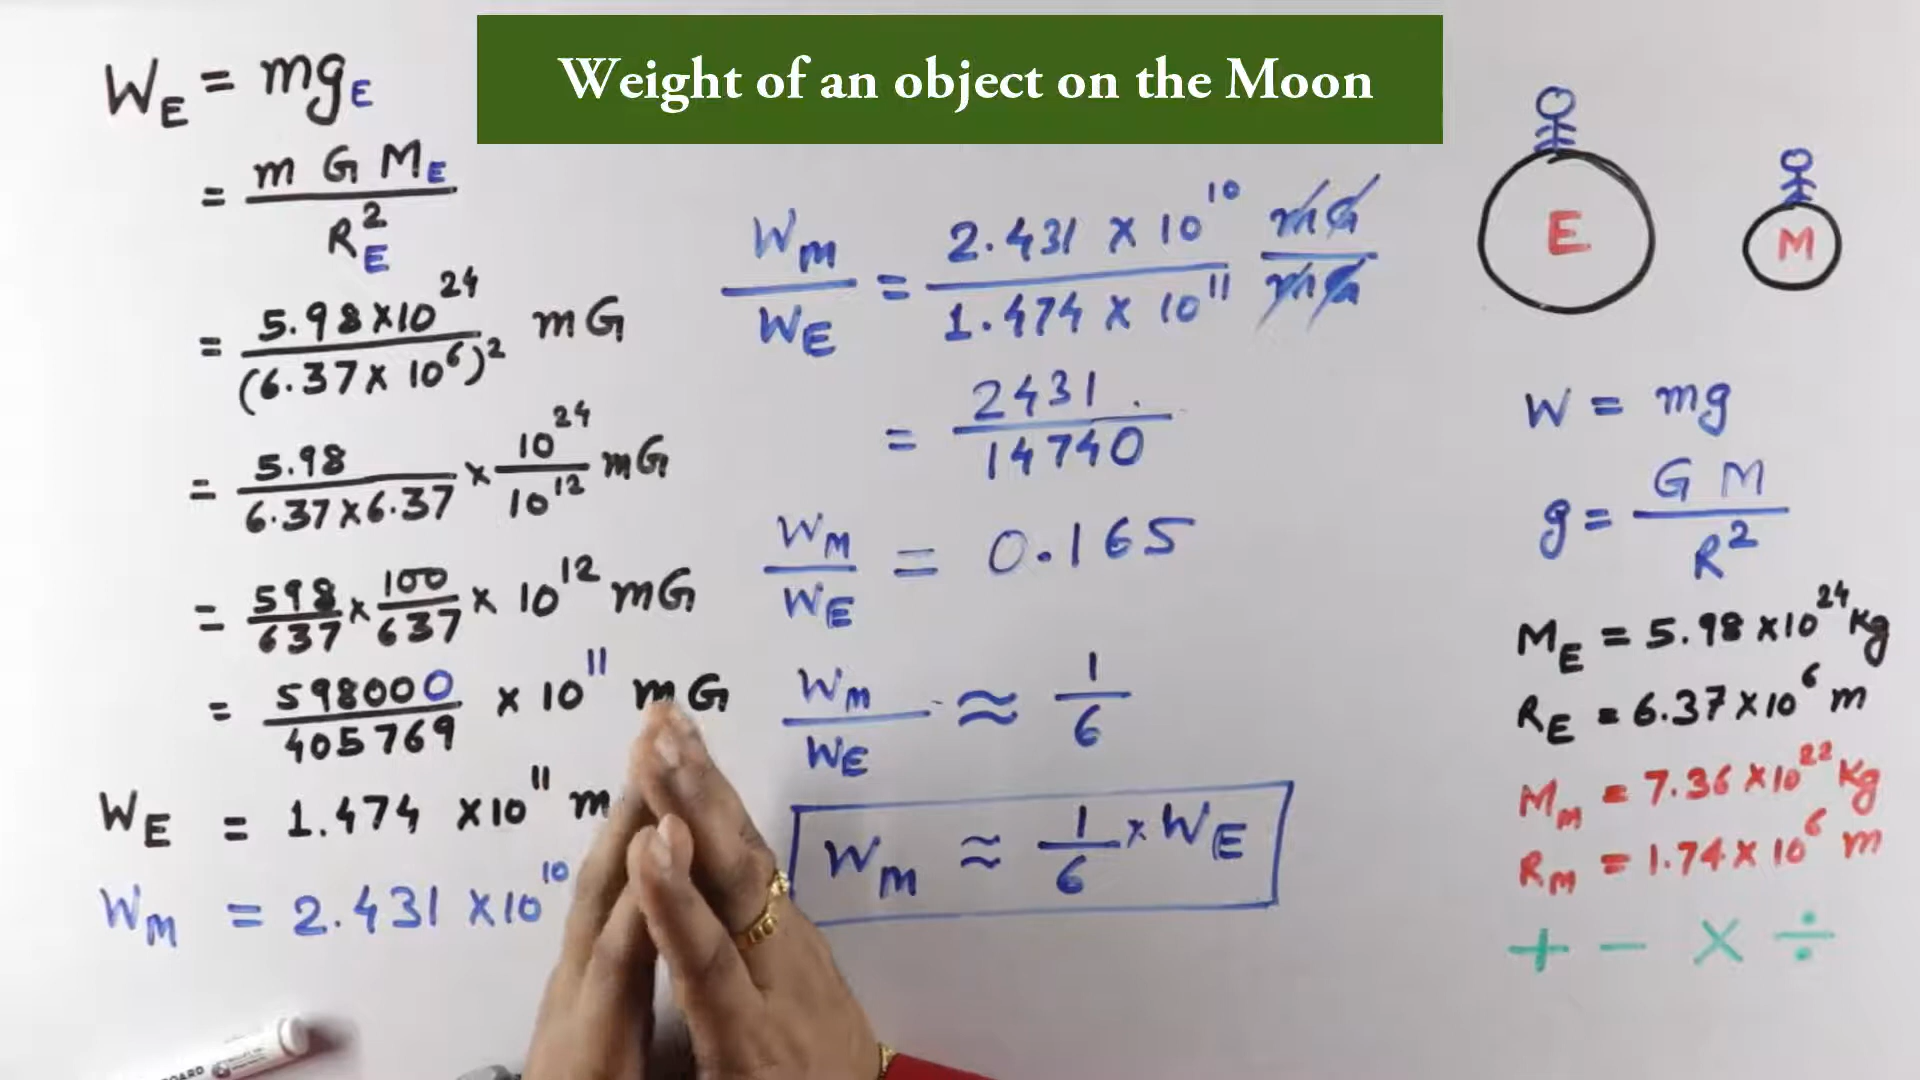 Weight of an object on the Moon
W_E = mg_E
= m G M_E / R_E^2
= 5.98×10^24 / (6.37× 10^6)^2 mG
= 5.98 / 6.37×6.37 × 10^24 / 10^12 mG
= 598/637 × 100/637 × 10^12 mG
= 5980000 / 405769 × 10^11 mG
W_E = 1.474 ×10^11 m
W_m = 2.431 ×10^10
W_m / W_E = 2.431 × 10^10 / 1.474 × 10^11 mG / mG
= 2431 / 14740
W_M / W_E = 0.165
W_m / W_E ≈ 1/6
W_m ≈ 1/6 × W_E
E
M
W = mg
g = G M / R^2
M_E = 5.98 ×10^24 kg
R_E = 6.37×10^6 m
M_m = 7.36 ×10^22 kg
R_M = 1.74× 10^6 m
+ − × ÷